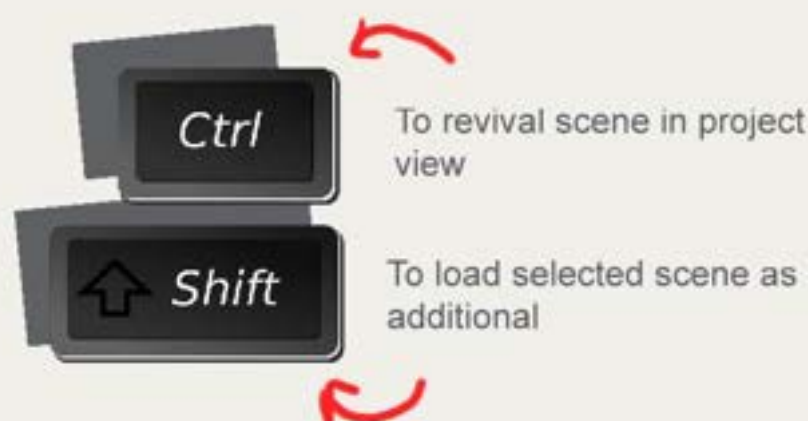 Ctrl
To revival scene in project
view
Shift
To load selected scene as
additional